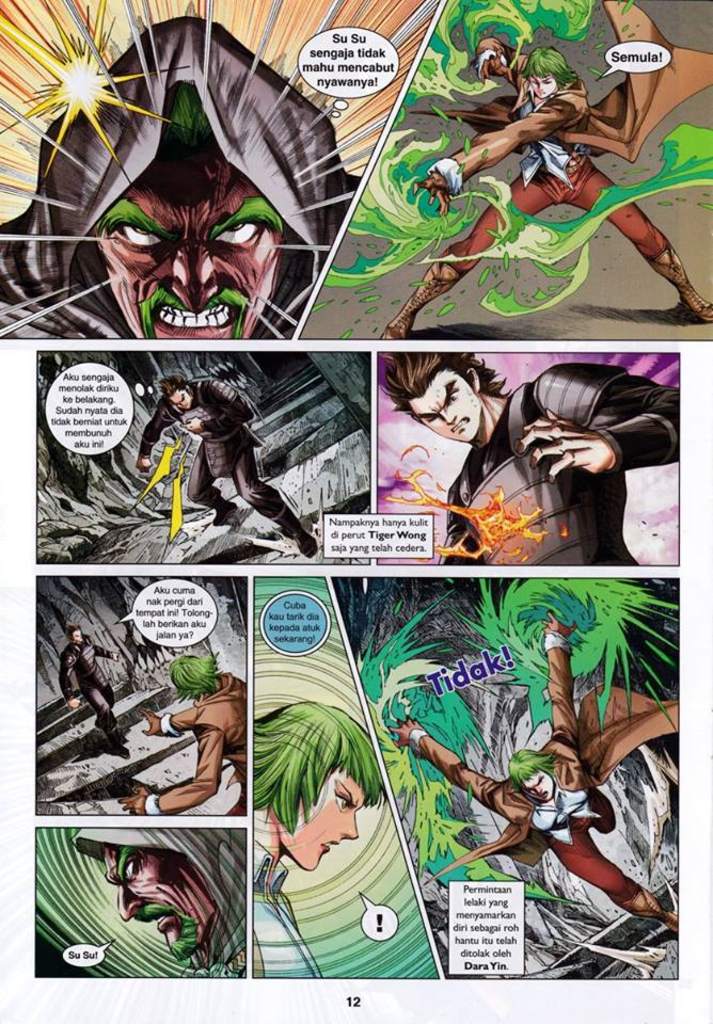 Su Su
sengaja tidak
mahu mencabut
nyawanya!
Semula!
Aku sengaja
menolak diriku
ke belakang.
Sudah nyata dia
tidak berniat untuk
membunuh
aku ini!
Nampaknya hanya kulit
di perut Tiger Wong
saja yang telah cedera.
Aku cuma
nak pergi dari
tempat ini! Tolong-
lah berikan aku
jalan ya?
Su Su!
Cuba
kau tarik dia
kepada atuk
sekarang!
!
Tidak!
Permintaan
lelaki yang
menyamarkan
diri sebagai roh
hantu itu telah
ditolak oleh
Dara Yin.
12